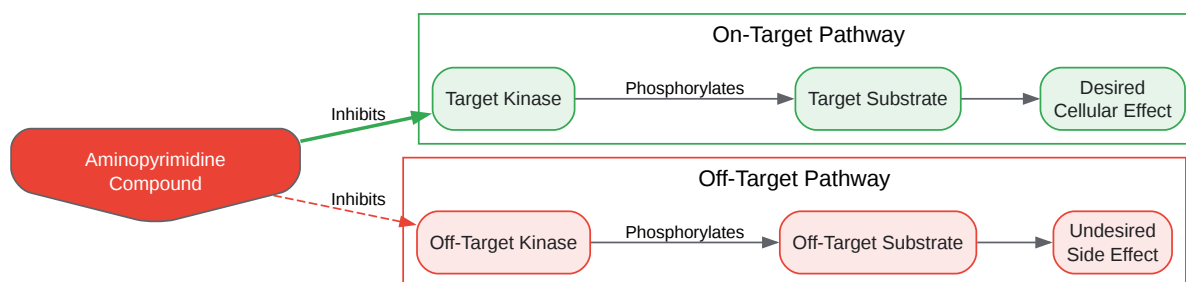 On-Target Pathway
Inhibits
Target Kinase
Phosphorylates
Target Substrate
Desired
Cellular Effect
Aminopyrimidine
Compound
Off-Target Pathway
Inhibits
Off-Target Kinase
Phosphorylates
Off-Target Substrate
Undesired
Side Effect